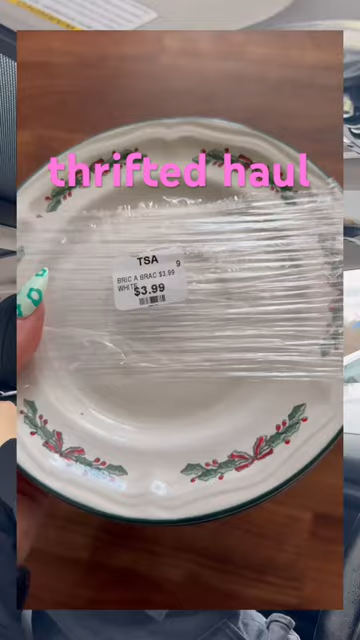 thrifted haul
TSA
9
BRIC A BRAC $3.99
WHITE
$3.99